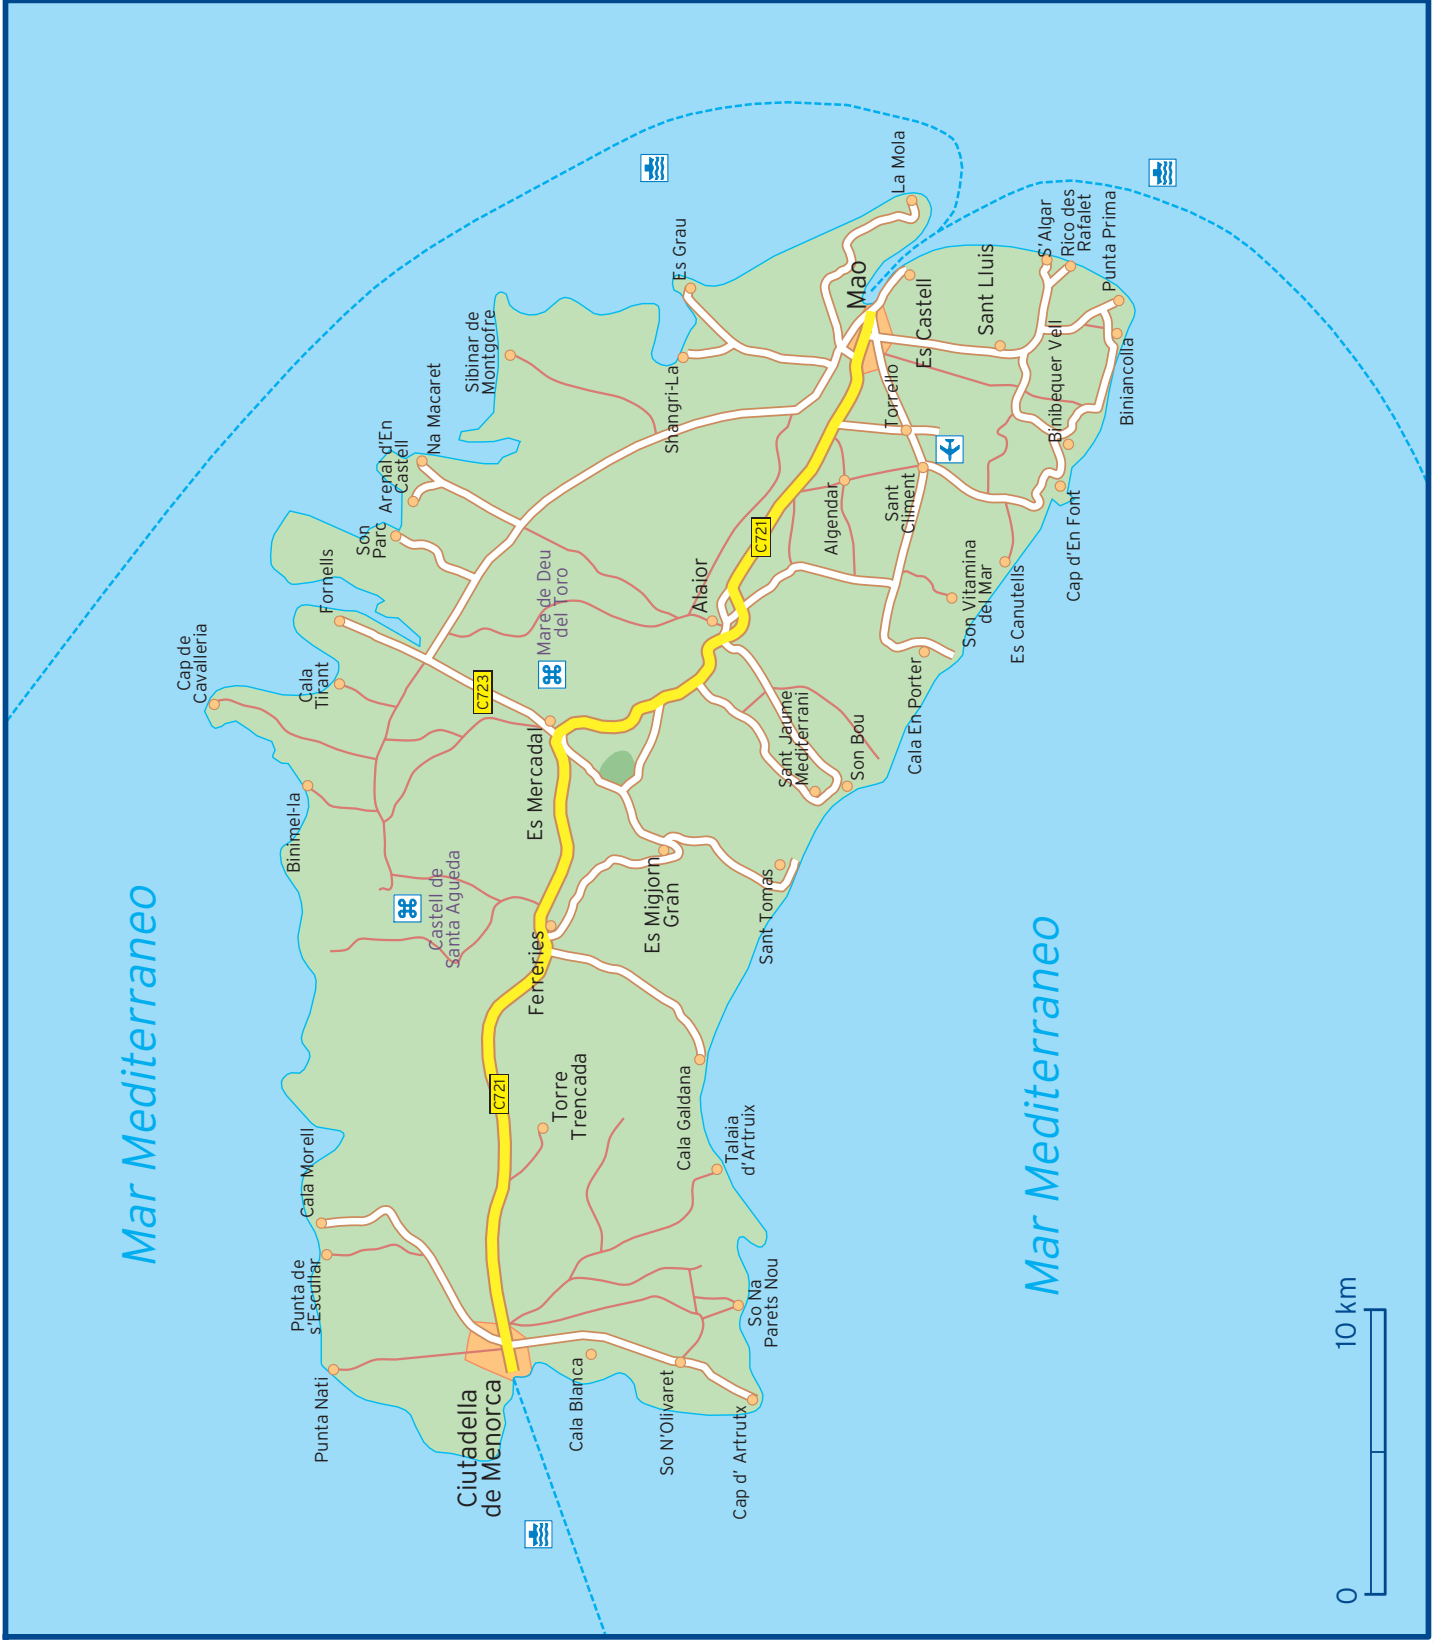 Mar Mediterraneo
Mar Mediterraneo
Cap de
Cavalleria
Cala
Tirant
Fornells
Son
Parc
Arenal d'En
Castell
Na Macaret
Sibinar de
Montgofre
Binimel-la
Punta de
s'Escullar
Cala Morell
Punta Nati
Castell de
Santa Agueda
Mare de Deu
del Toro
C723
C721
C721
Es Grau
Shangri-La
La Mola
Mao
Es Castell
Sant Lluis
S'Algar
Rico des
Rafalet
Punta Prima
Biniancolla
Binibequer Vell
Cap d'En Font
Es Canutells
Son Vitamina
del Mar
Torrello
Sant
Climent
Algendar
Alaior
Cala En Porter
Son Bou
Sant Jaume
Mediterrani
Es Mercadal
Es Migjorn
Gran
Sant Tomas
Ferreries
Cala Galdana
Torre
Trencada
Talaia
d'Artruix
So Na
Parets Nou
Ciutadella
de Menorca
Cala Blanca
So N'Olivaret
Cap d' Artrutx
0
10 km